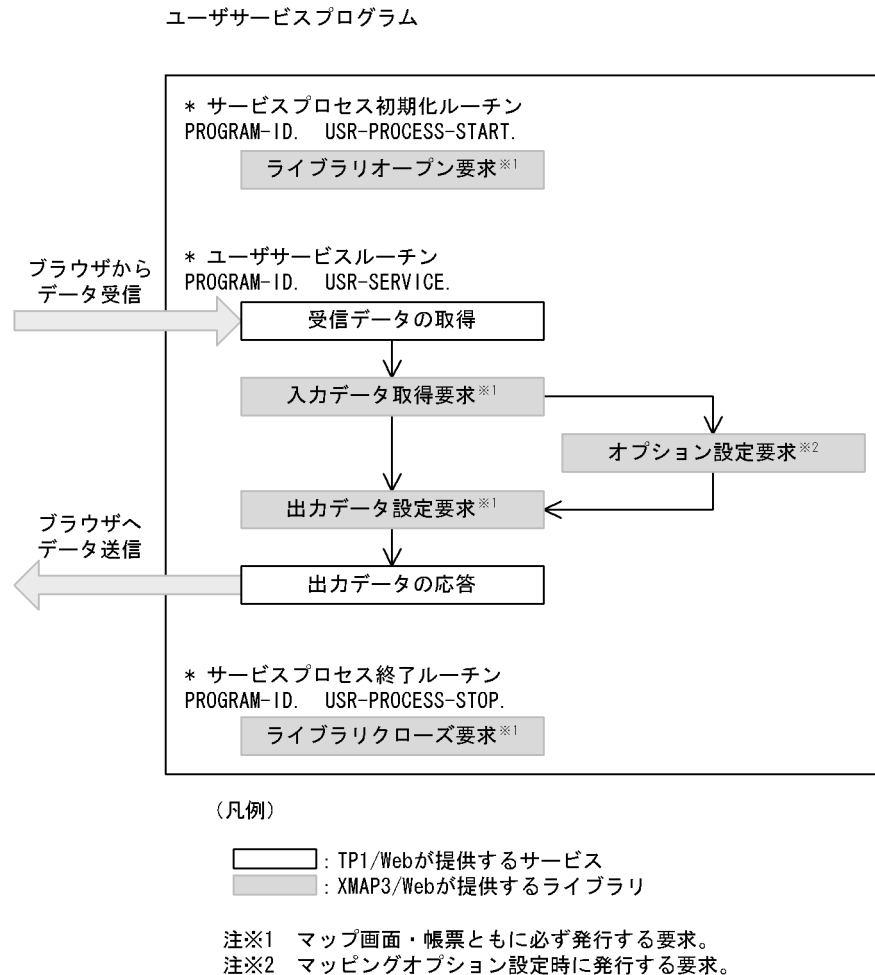 ユーザサービスプログラム
* サービスプロセス初期化ルーチン
PROGRAM-ID. USR-PROCESS-START.
ライブラリオープン要求※1
* ユーザサービスルーチン
PROGRAM-ID. USR-SERVICE.
ブラウザから
データ受信
受信データの取得
入力データ取得要求※1
オプション設定要求※2
出力データ設定要求※1
ブラウザへ
データ送信
出力データの応答
* サービスプロセス終了ルーチン
PROGRAM-ID. USR-PROCESS-STOP.
ライブラリクローズ要求※1
(凡例)
: TP1/Webが提供するサービス
: XMAP3/Webが提供するライブラリ
注※1 マップ画面・帳票ともに必ず発行する要求。
注※2 マッピングオプション設定時に発行する要求。